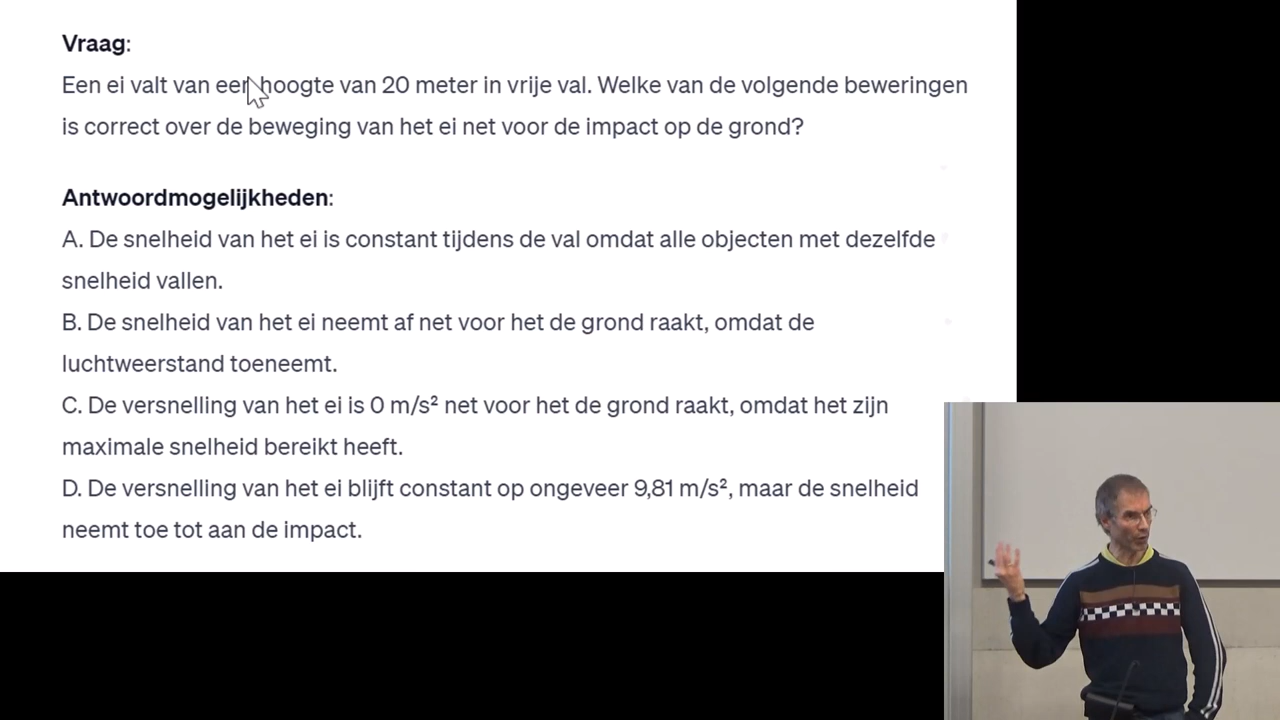 Vraag:
Een ei valt van een hoogte van 20 meter in vrije val. Welke van de volgende beweringen
is correct over de beweging van het ei net voor de impact op de grond?
Antwoordmogelijkheden:
A. De snelheid van het ei is constant tijdens de val omdat alle objecten met dezelfde
snelheid vallen.
B. De snelheid van het ei neemt af net voor het de grond raakt, omdat de
luchtweerstand toeneemt.
C. De versnelling van het ei is 0 m/s² net voor het de grond raakt, omdat het zijn
maximale snelheid bereikt heeft.
D. De versnelling van het ei blijft constant op ongeveer 9,81 m/s², maar de snelheid
neemt toe tot aan de impact.